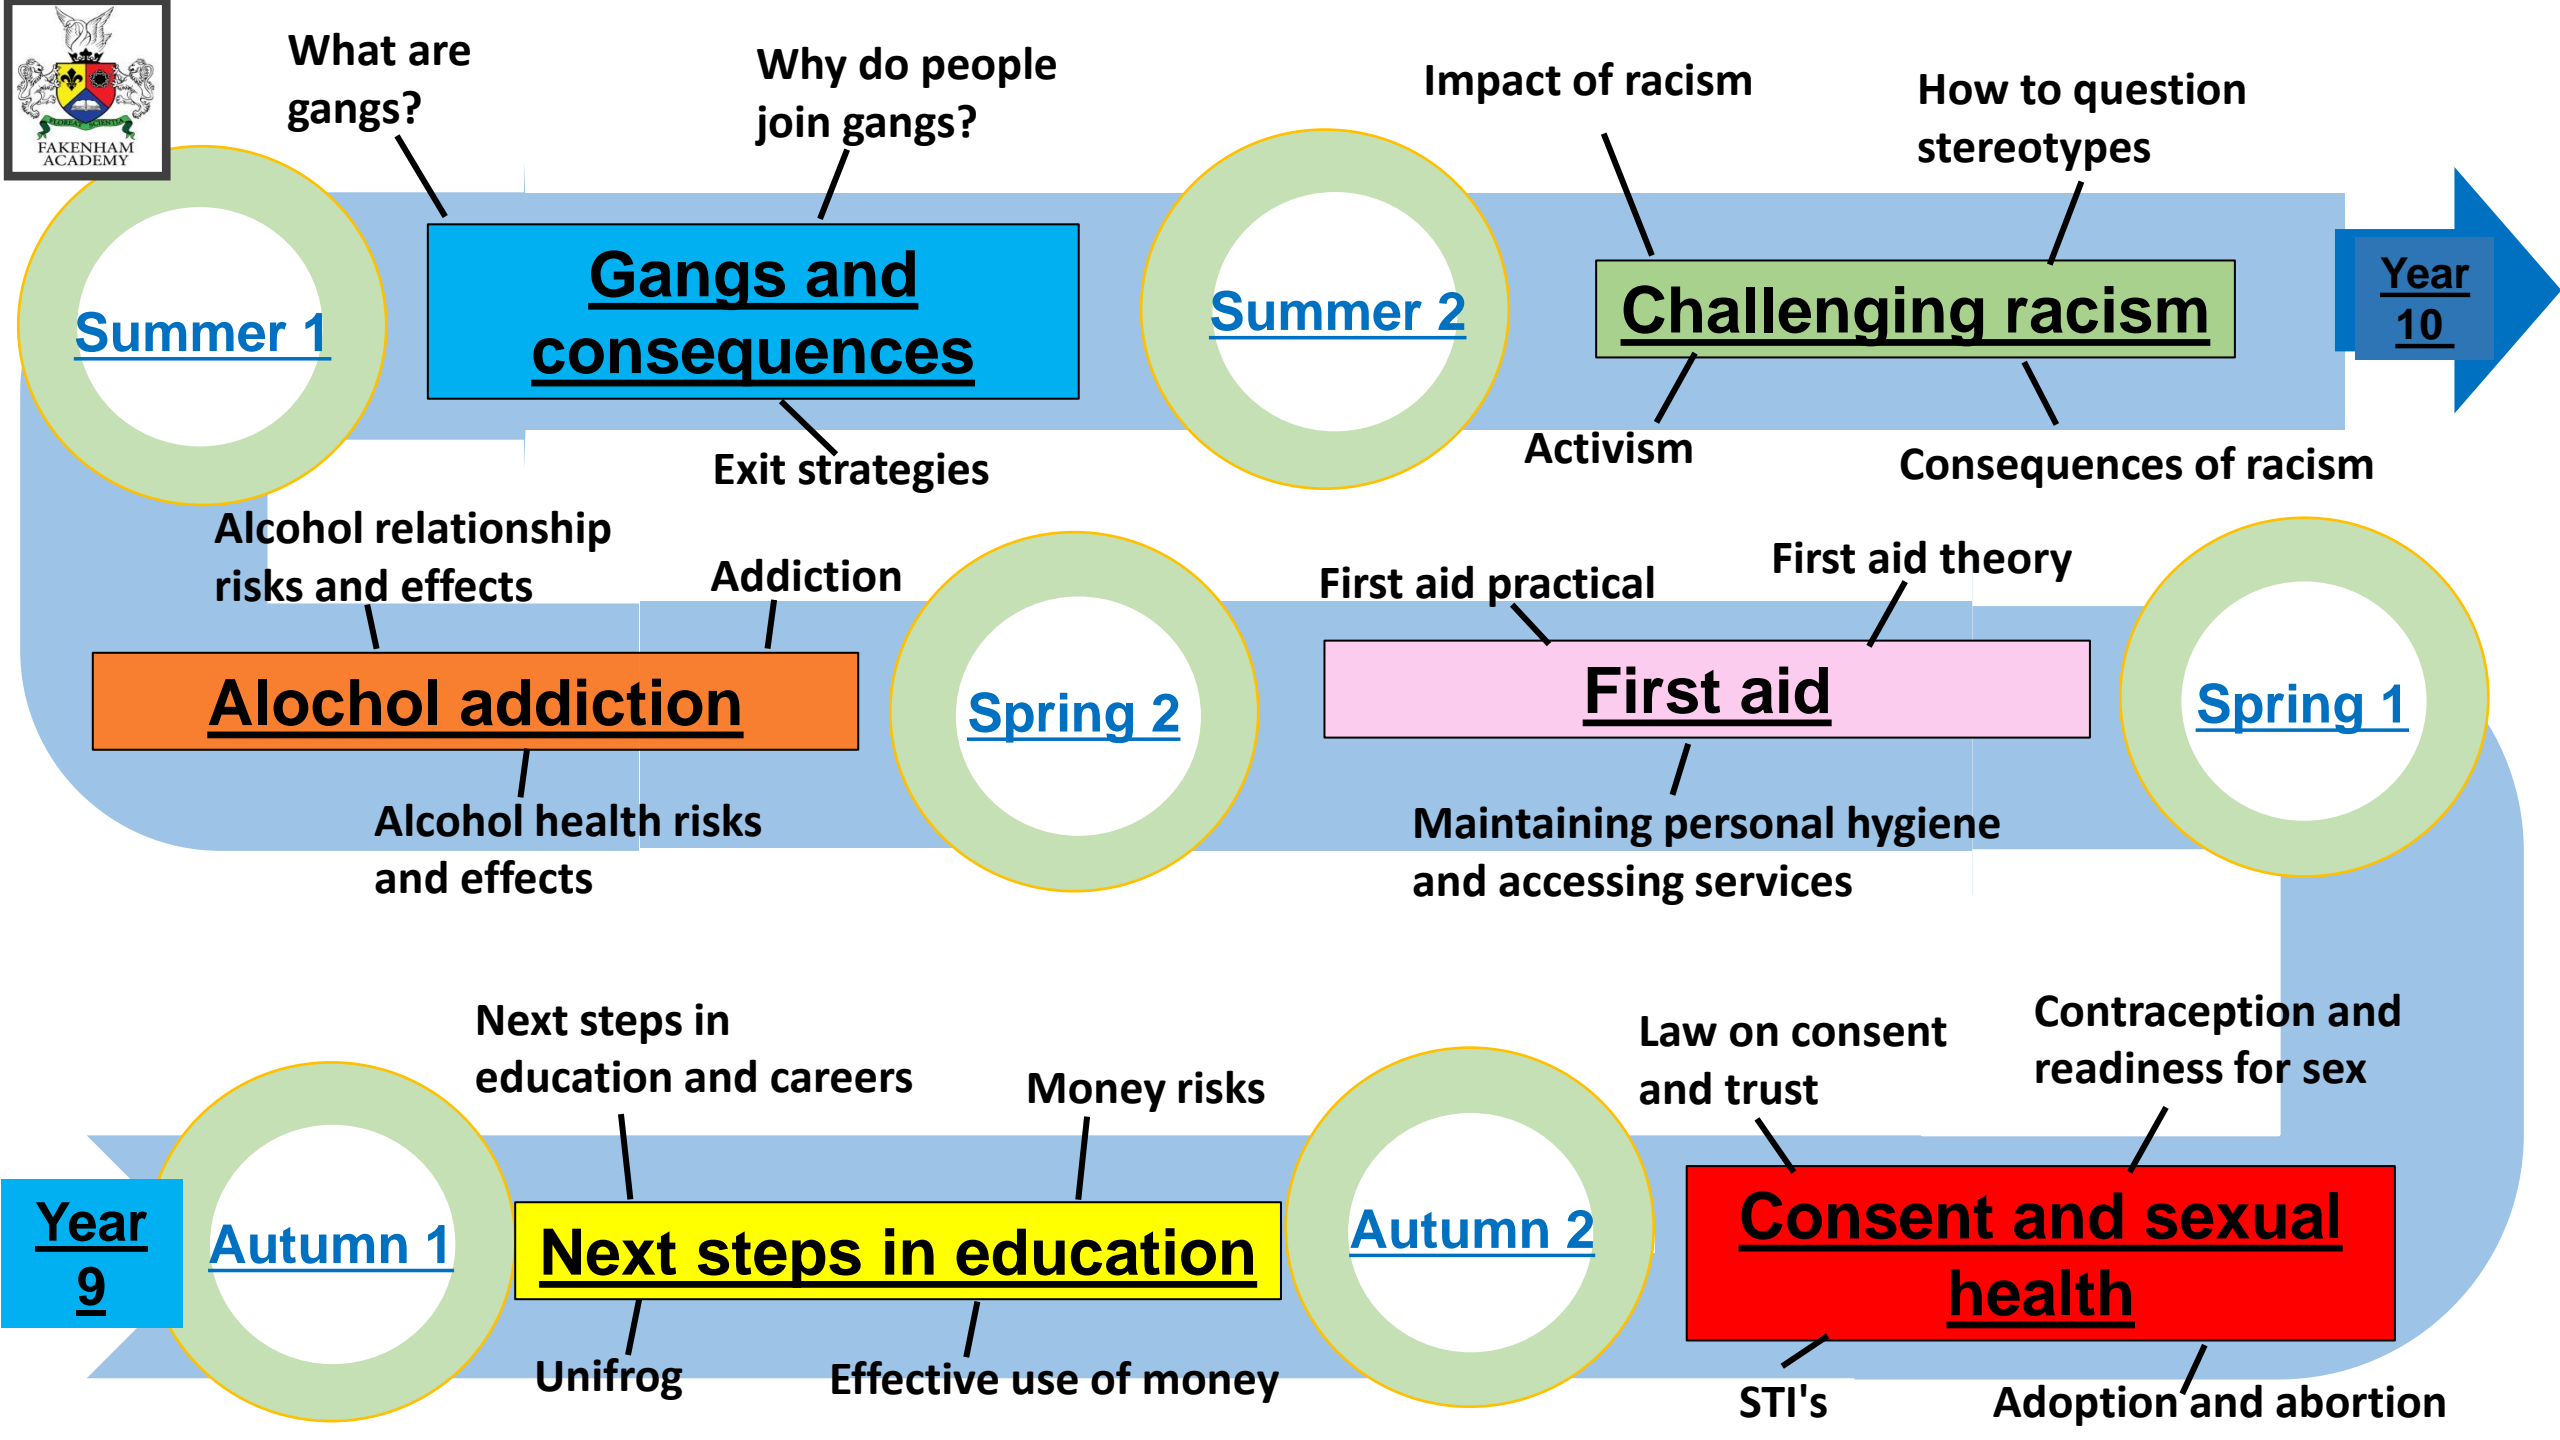 FLOREAT SCIENTIA
FAKENHAM
ACADEMY
What are
gangs?
Why do people
join gangs?
Impact of racism
How to question
stereotypes
Summer 1
Gangs and
consequences
Summer 2
Challenging racism
Year
10
Exit strategies
Activism
Consequences of racism
Alcohol relationship
risks and effects
Addiction
First aid practical
First aid theory
Alochol addiction
Spring 2
First aid
Spring 1
Alcohol health risks
and effects
Maintaining personal hygiene
and accessing services
Next steps in
education and careers
Money risks
Law on consent
and trust
Contraception and
readiness for sex
Year
9
Autumn 1
Next steps in education
Autumn 2
Consent and sexual
health
Unifrog
Effective use of money
STI's
Adoption and abortion